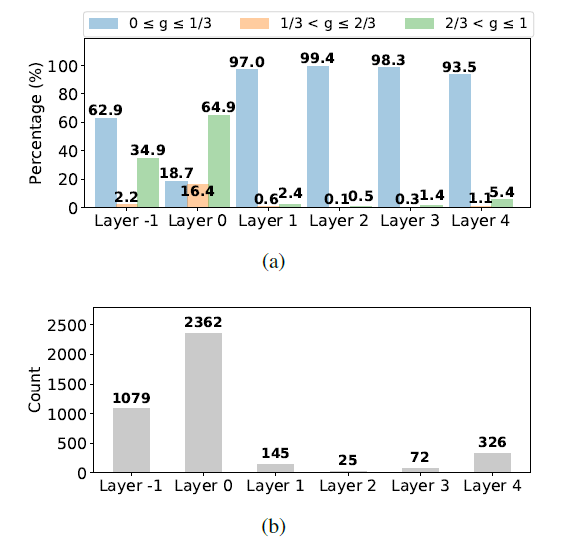 0 ≤ g ≤ 1/3 1/3 < g ≤ 2/3 2/3 < g ≤ 1
Percentage (%)
100
80
60
40
20
0
62.9 2.2 34.9
18.7 16.4 64.9
97.0 0.6 2.4
99.4 0.1 0.5
98.3 0.3 1.4
93.5 1.1 5.4
Layer -1 Layer 0 Layer 1 Layer 2 Layer 3 Layer 4
(a)
Count
2500
2000
1500
1000
500
0
1079 2362 145 25 72 326
Layer -1 Layer 0 Layer 1 Layer 2 Layer 3 Layer 4
(b)